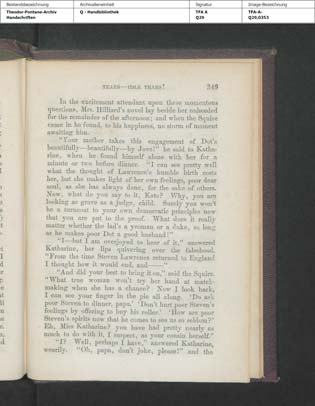 Bestandsbezeichnung
Archivalieneinheit
Signatur
Image-Bezeichnung
Theodor-Fontane-Archiv
Q - Handbibliothek
TFA A
TFA-A-
Handschriften
Q29
Q29,0353
TEARS—IDLE TEARS! 349
In the excitement attendant upon these momentous
questions, Mrs. Hilliard's novel lay beside her unheeded
for the remainder of the afternoon; and when the Squire
came in he found, to his happiness, no storm of moment
awaiting him.
"Your mother takes this engagement of Dot's
beautifully—beautifully—by Jove!" he said to Katha-
rine, when he found himself alone with her for a
minute or two before dinner. "I can see pretty well
what the thought of Lawrence's humble birth costs
her, but she makes light of her own feelings, poor dear
soul, as she has always done, for the sake of others.
Now, what do you say to it, Kate? Why, you are
looking as grave as a judge, child. Surely you won't
be a turncoat to your own democratic principles now
that you are put to the proof. What does it really
matter whether the lad's a yeoman or a duke, so long
as he makes poor Dot a good husband?"
"I—but I am overjoyed to hear of it," answered
Katharine, her lips quivering over the falsehood.
"From the time Steven Lawrence returned to England
I thought how it would end, and——"
"And did your best to bring it on," said the Squire.
"What true woman won't try her hand at match-
making when she has a chance? Now I look back,
I can see your finger in the pie all along. 'Do ask
poor Steven to dinner, papa.' 'Don't hurt poor Steven's
feelings by offering to buy his roller.' 'How are poor
Steven's spirits now that he comes to see us so seldom?'
Eh, Miss Katharine? you have had pretty nearly as
much to do with it, I suspect, as your cousin herself."
"I? Well, perhaps I have," answered Katharine,
wearily. "Oh, papa, don't joke, please!" and the